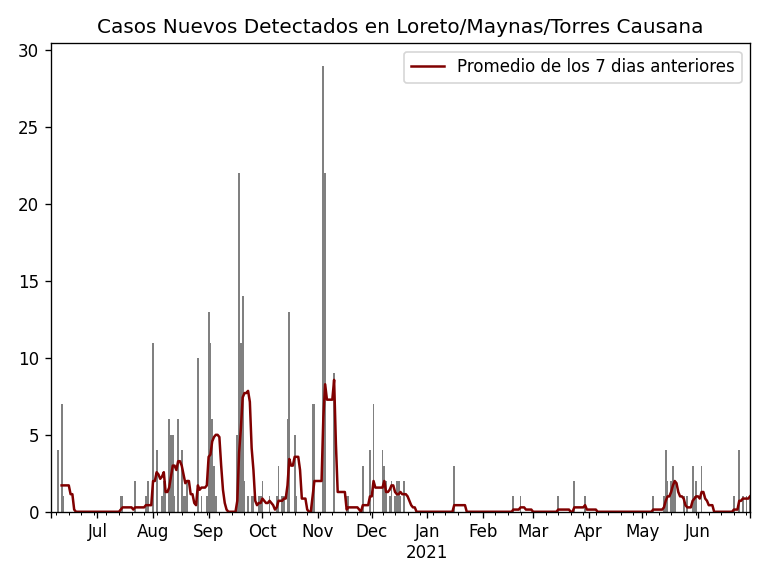 Casos Nuevos Detectados en Loreto/Maynas/Torres Causana
Promedio de los 7 dias anteriores
30
25
20
15
10
5
0
Jul Aug Sep Oct Nov Dec Jan Feb Mar Apr May Jun
2021